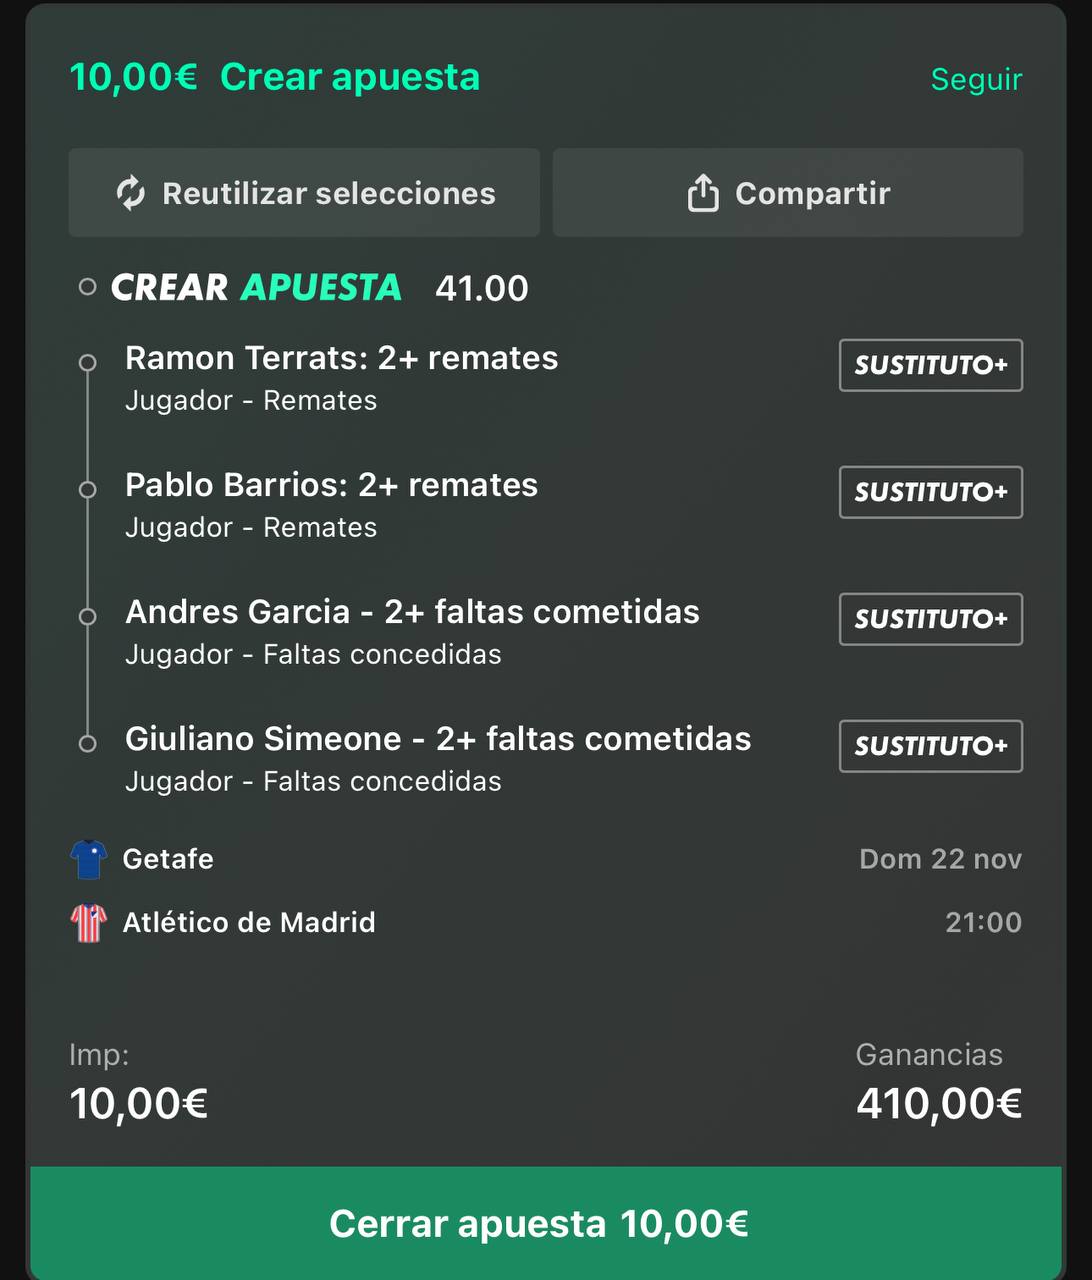 10,00€ Crear apuesta
Seguir
Reutilizar selecciones
Compartir
CREAR APUESTA 41.00
Ramon Terrats: 2+ remates
SUSTITUTO+
Jugador - Remates
Pablo Barrios: 2+ remates
SUSTITUTO+
Jugador - Remates
Andres Garcia - 2+ faltas cometidas
SUSTITUTO+
Jugador - Faltas concedidas
Giuliano Simeone - 2+ faltas cometidas
SUSTITUTO+
Jugador - Faltas concedidas
Getafe
Dom 22 nov
Atlético de Madrid
21:00
Imp:
Ganancias
10,00€
410,00€
Cerrar apuesta 10,00€